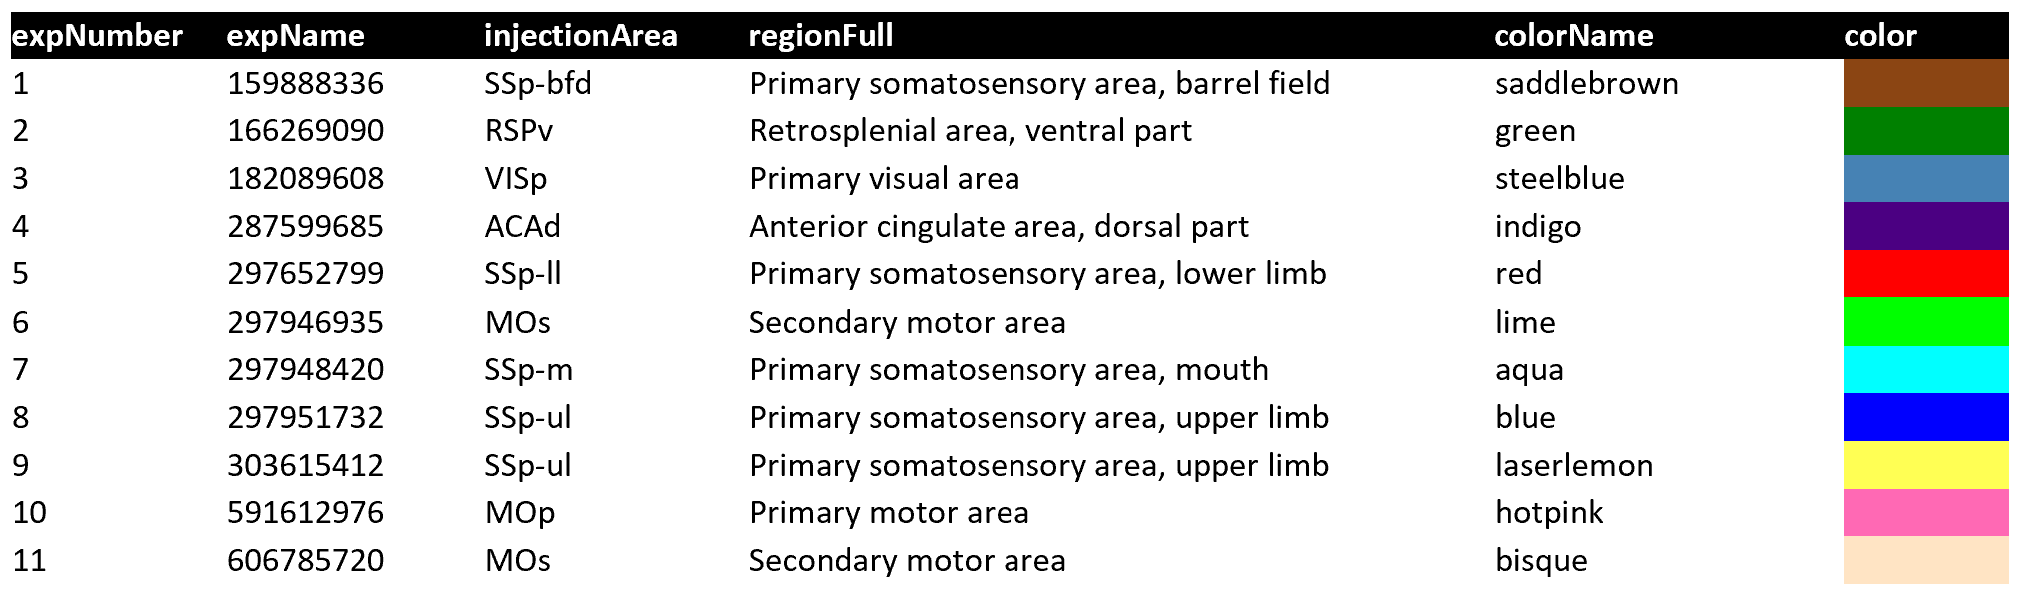 expNumber expName injectionArea regionFull colorName color
1 159888336 SSp-bfd Primary somatosensory area, barrel field saddlebrown
2 166269090 RSPv Retrosplenial area, ventral part green
3 182089608 VISp Primary visual area steelblue
4 287599685 ACAd Anterior cingulate area, dorsal part indigo
5 297652799 SSp-ll Primary somatosensory area, lower limb red
6 297946935 MOs Secondary motor area lime
7 297948420 SSp-m Primary somatosensory area, mouth aqua
8 297951732 SSp-ul Primary somatosensory area, upper limb blue
9 303615412 SSp-ul Primary somatosensory area, upper limb laserlemon
10 591612976 MOp Primary motor area hotpink
11 606785720 MOs Secondary motor area bisque